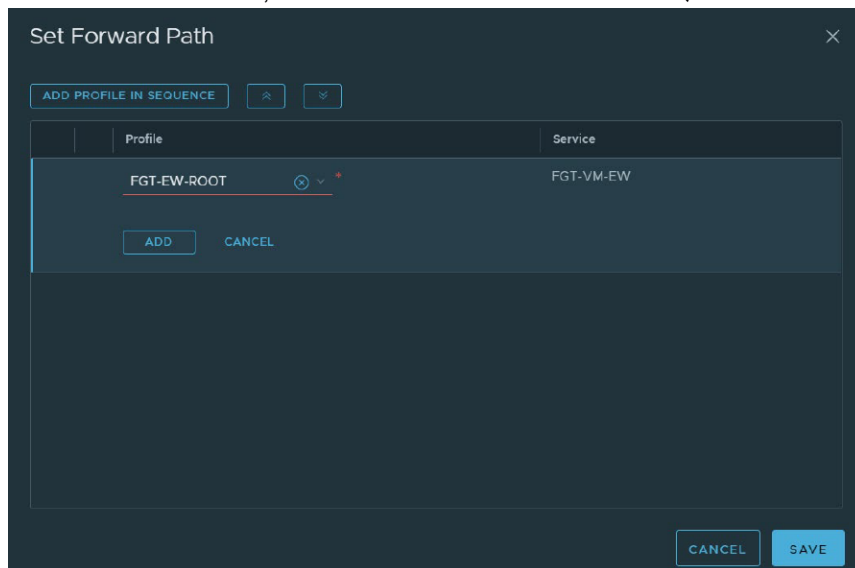 Set Forward Path
ADD PROFILE IN SEQUENCE
Profile Service
FGT-EW-ROOT * FGT-VM-EW
ADD CANCEL
CANCEL SAVE